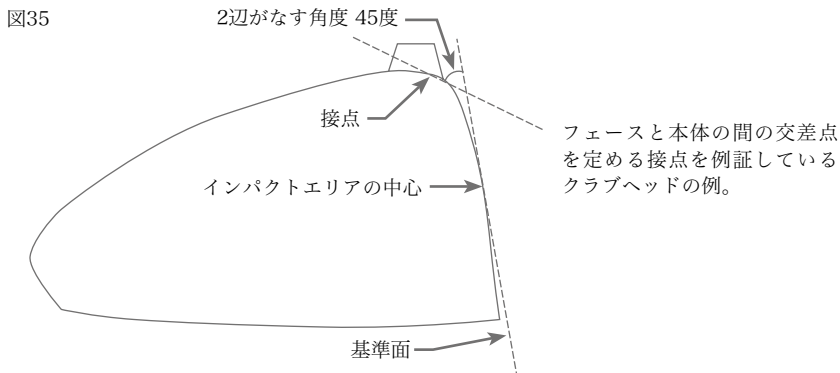 図35
2辺がなす角度 45度
接点
フェースと本体の間の交差点
を定める接点を例証している
クラブヘッドの例。
インパクトエリアの中心
基準面